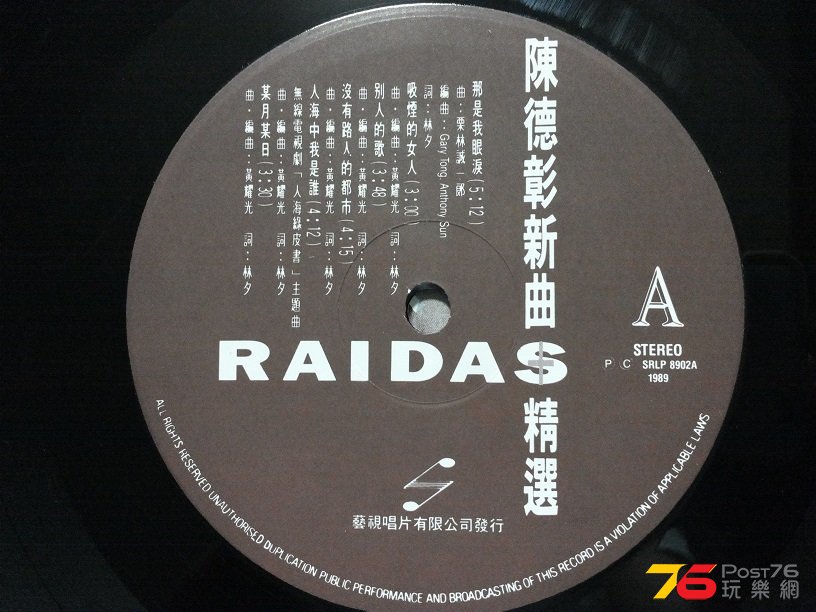 陳德彰新曲+精選
那是我眼淚(5:12)
曲：栗林誠一郎
編曲：Gary Tong, Anthony Sun
詞：林夕
吸煙的女人(3:00)
曲・編曲：黃耀光 詞：林夕
別人的歌(3:48)
曲・編曲：黃耀光 詞：林夕
沒有路人的都市(4:15)
曲・編曲：黃耀光 詞：林夕
人海中我是誰(4:12)
無線電視劇「人海綠皮書」主題曲
曲・編曲：黃耀光 詞：林夕
某月某日(3:30)
曲・編曲：黃耀光 詞：林夕
A
RAIDAS
STEREO
P C SRLP 8902A
1989
藝視唱片有限公司發行
ALL RIGHTS RESERVED UNAUTHORISED DUPLICATION PUBLIC PERFORMANCE AND BROADCASTING OF THIS RECORD IS A VIOLATION OF APPLICABLE LAWS
76 POST76
玩樂網